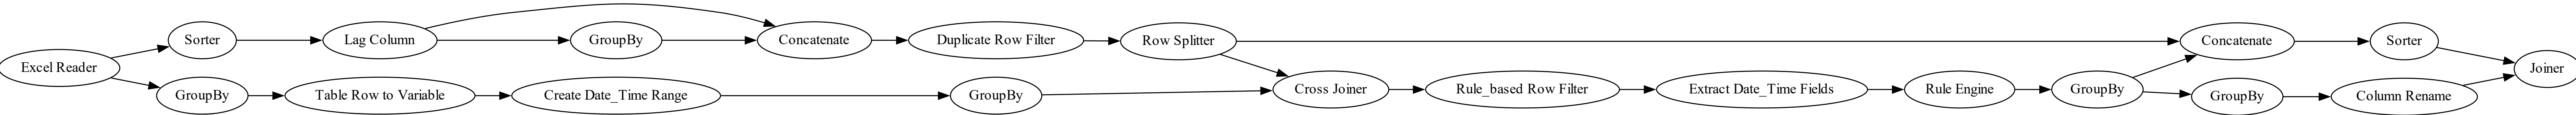 Excel Reader
Sorter
Lag Column
GroupBy
Concatenate
Duplicate Row Filter
Row Splitter
Concatenate
Sorter
Joiner
GroupBy
Table Row to Variable
Create Date_Time Range
GroupBy
Cross Joiner
Rule_based Row Filter
Extract Date_Time Fields
Rule Engine
GroupBy
GroupBy
Column Rename